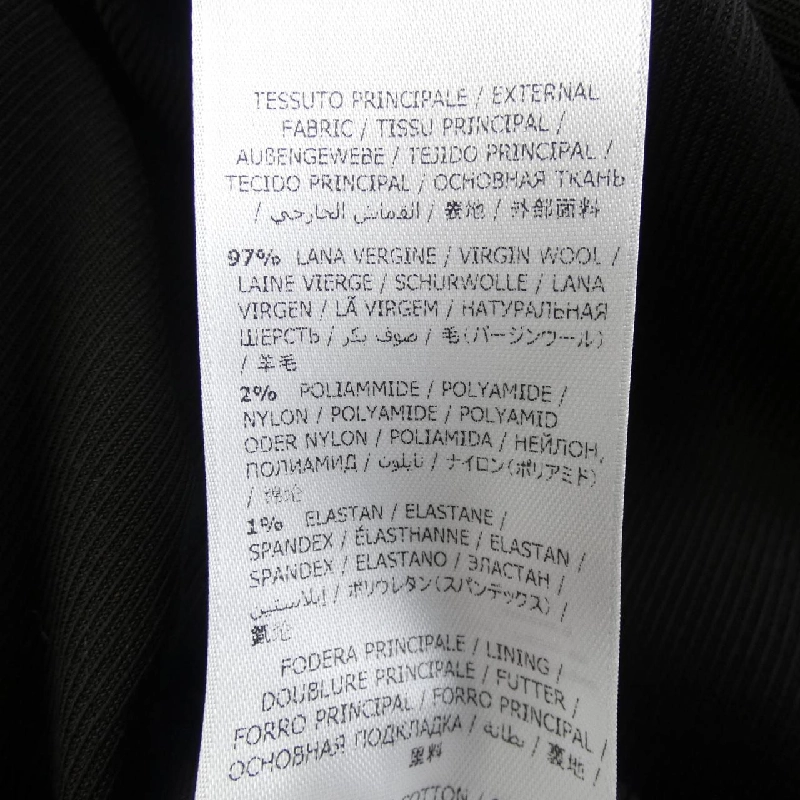 TESSUTO PRINCIPALE / EXTERNAL
FABRIC / TISSU PRINCIPAL /
AUßENGEWEBE / TEJIDO PRINCIPAL /
TECIDO PRINCIPAL / ОСНОВНАЯ ТКАНЬ
/ القماش الخارجي / 表地 / 外部面料
97% LANA VERGINE / VIRGIN WOOL /
LAINE VIERGE / SCHURWOLLE / LANA
VIRGEN / LÃ VIRGEM / НАТУРАЛЬНАЯ
ШЕРСТЬ / صوف بكر / 毛(バージンウール)
/ 羊毛
2% POLIAMMIDE / POLYAMIDE /
NYLON / POLYAMIDE / POLYAMID
ODER NYLON / POLIAMIDA / НЕЙЛОН,
ПОЛИАМИД / نايلون / ナイロン(ポリアミド)
/
1% ELASTAN / ELASTANE /
SPANDEX / ÉLASTHANNE / ELASTAN /
SPANDEX / ELASTANO / ЭЛАСТАН /
إيلاستين / ポリウレタン(スパンデックス) /
FODERA PRINCIPALE / LINING /
DOUBLURE PRINCIPALE / FUTTER /
FORRO PRINCIPAL / FORRO PRINCIPAL /
ОСНОВНАЯ ПОДКЛАДКА / بطانة / 裏地 /
里料
COTTON /